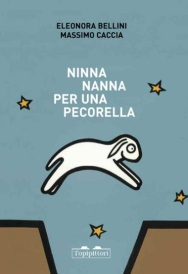 ELEONORA BELLINI
MASSIMO CACCIA
NINNA
NANNA
PER UNA
PECORELLA
Topipittori